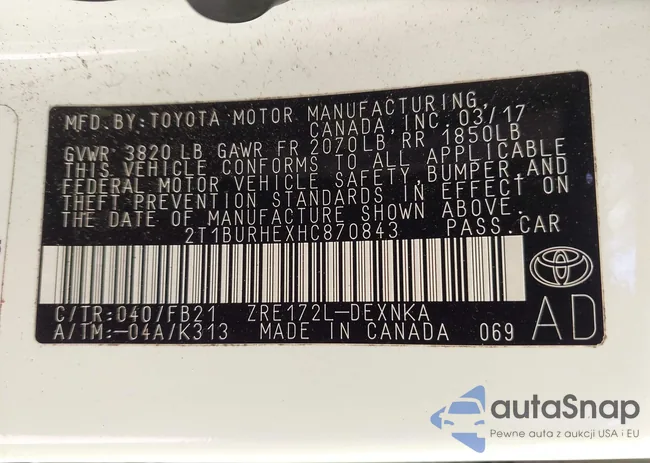 MFD. BY: TOYOTA MOTOR MANUFACTURING,
CANADA, INC. 03/17
GVWR 3820 LB GAWR FR 2070LB RR 1850LB
THIS VEHICLE CONFORMS TO ALL APPLICABLE
FEDERAL MOTOR VEHICLE SAFETY, BUMPER, AND
THEFT PREVENTION STANDARDS IN EFFECT ON
THE DATE OF MANUFACTURE SHOWN ABOVE.
2T1BURHEXHC870843 PASS. CAR
C/TR: 040/FB21 ZRE172L-DEXNKA
A/TM: -04A/K313 MADE IN CANADA 069 AD
autaSnap
Pewne auta z aukcji USA i EU